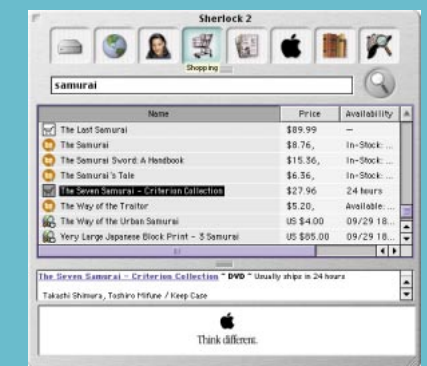 Sherlock 2
Shopping
samurai
Name Price Availability
The Last Samurai $89.99 —
The Samurai $8.76, In-Stock: ...
The Samurai Sword: A Handbook $15.36, In-Stock: ...
The Samurai's Tale $6.36, In-Stock: ...
The Seven Samurai - Criterion Collection $27.96 24 hours
The Way of the Traitor $5.20, Available: ...
The Way of the Urban Samurai US $4.00 09/29 18...
Very Large Japanese Block Print - 3 Samurai US $85.00 09/29 18...
The Seven Samurai - Criterion Collection ~ DVD ~ Usually ships in 24 hours
Takashi Shimura, Toshiro Mifune / Keep Case
Think different.